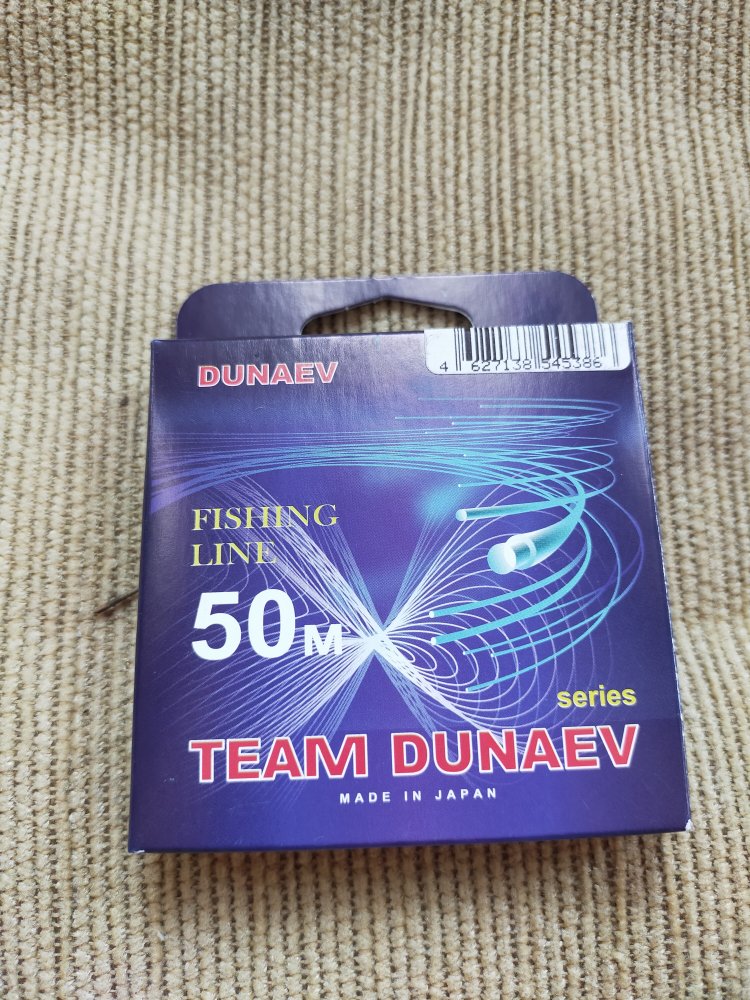 4 627138 545386
DUNAEV
FISHING
LINE
50м
series
TEAM DUNAEV
MADE IN JAPAN